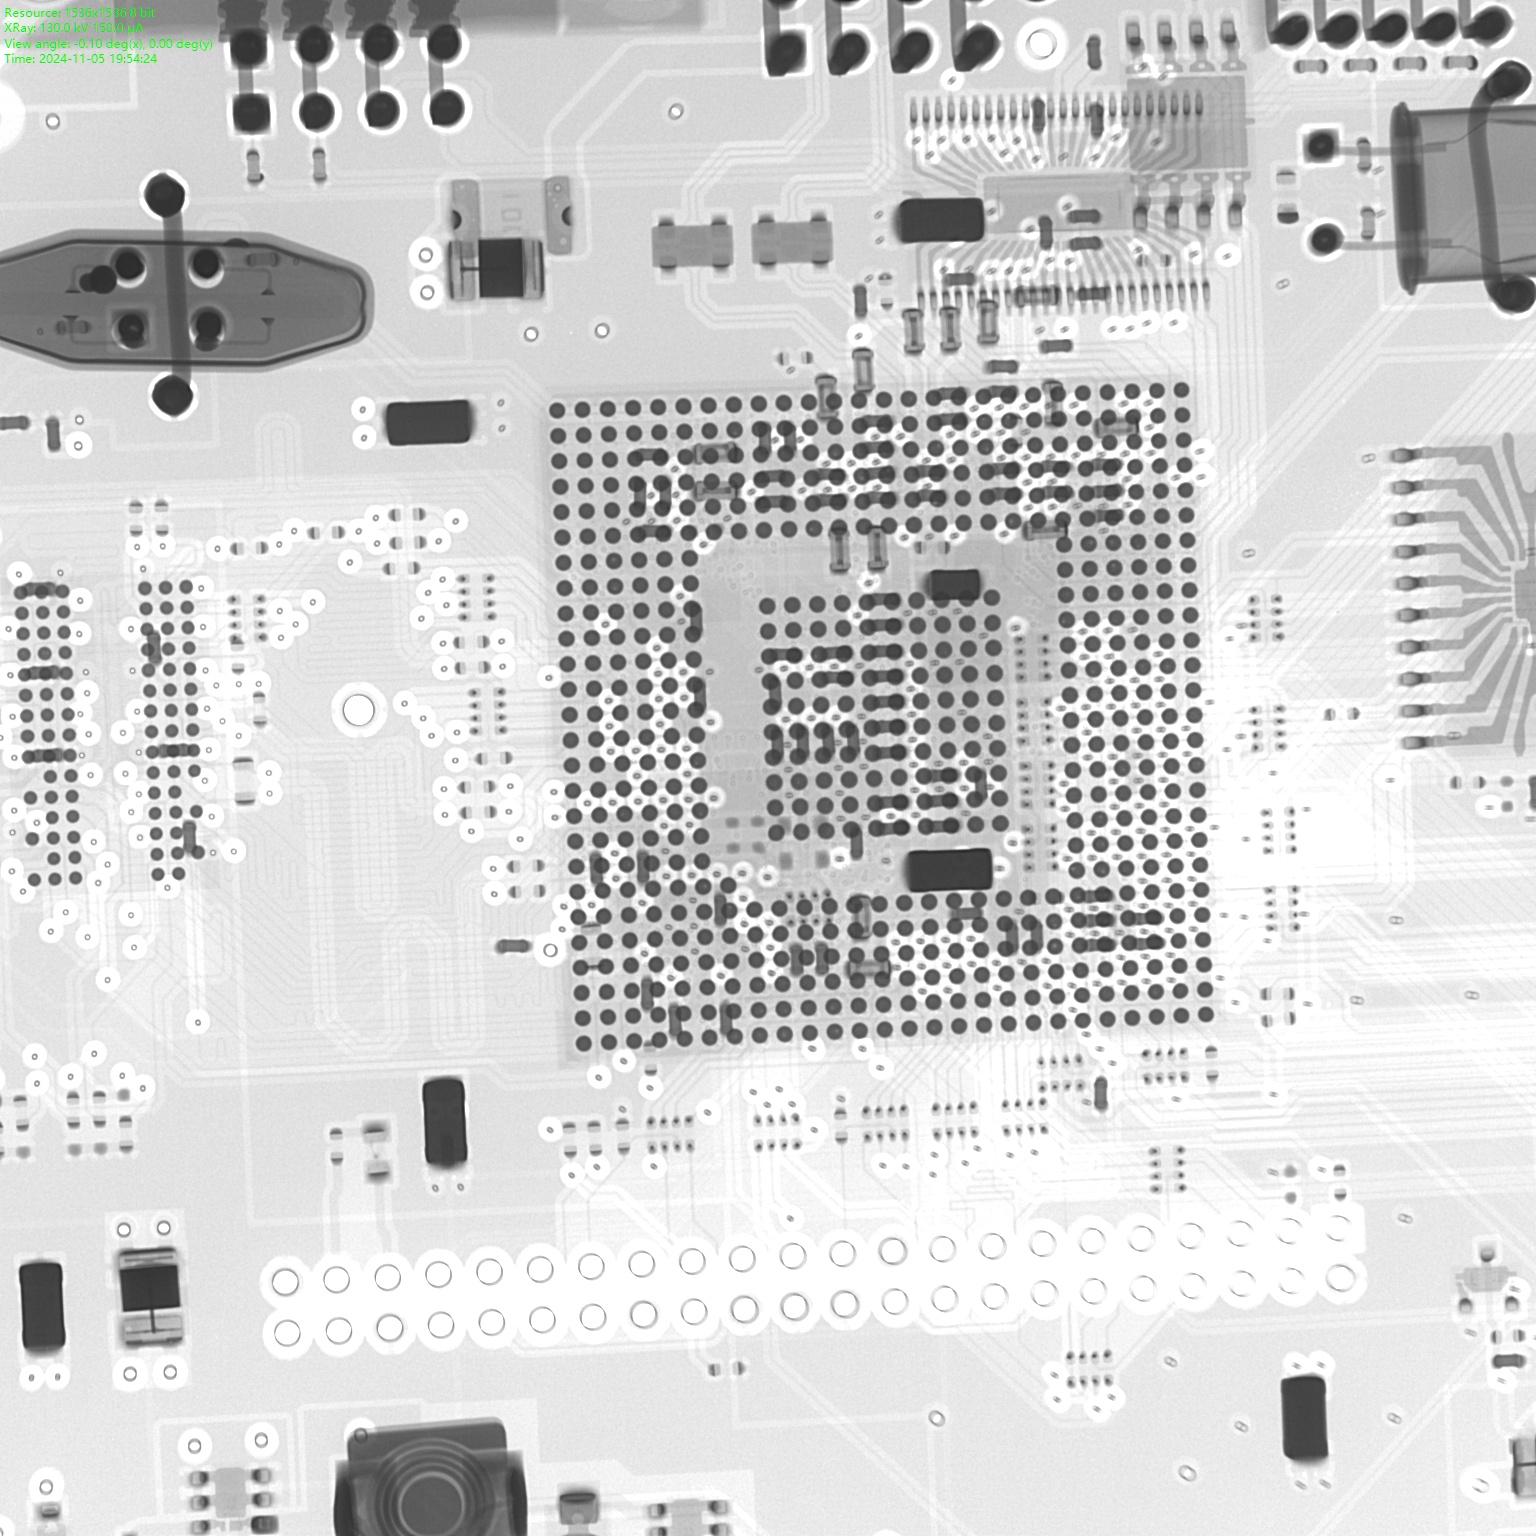 Resource: 1536x1536 8 bit
XRay: 130.0 kV 150.0 µA
View angle: -0.10 deg(x), 0.00 deg(y)
Time: 2024-11-05 19:54:24